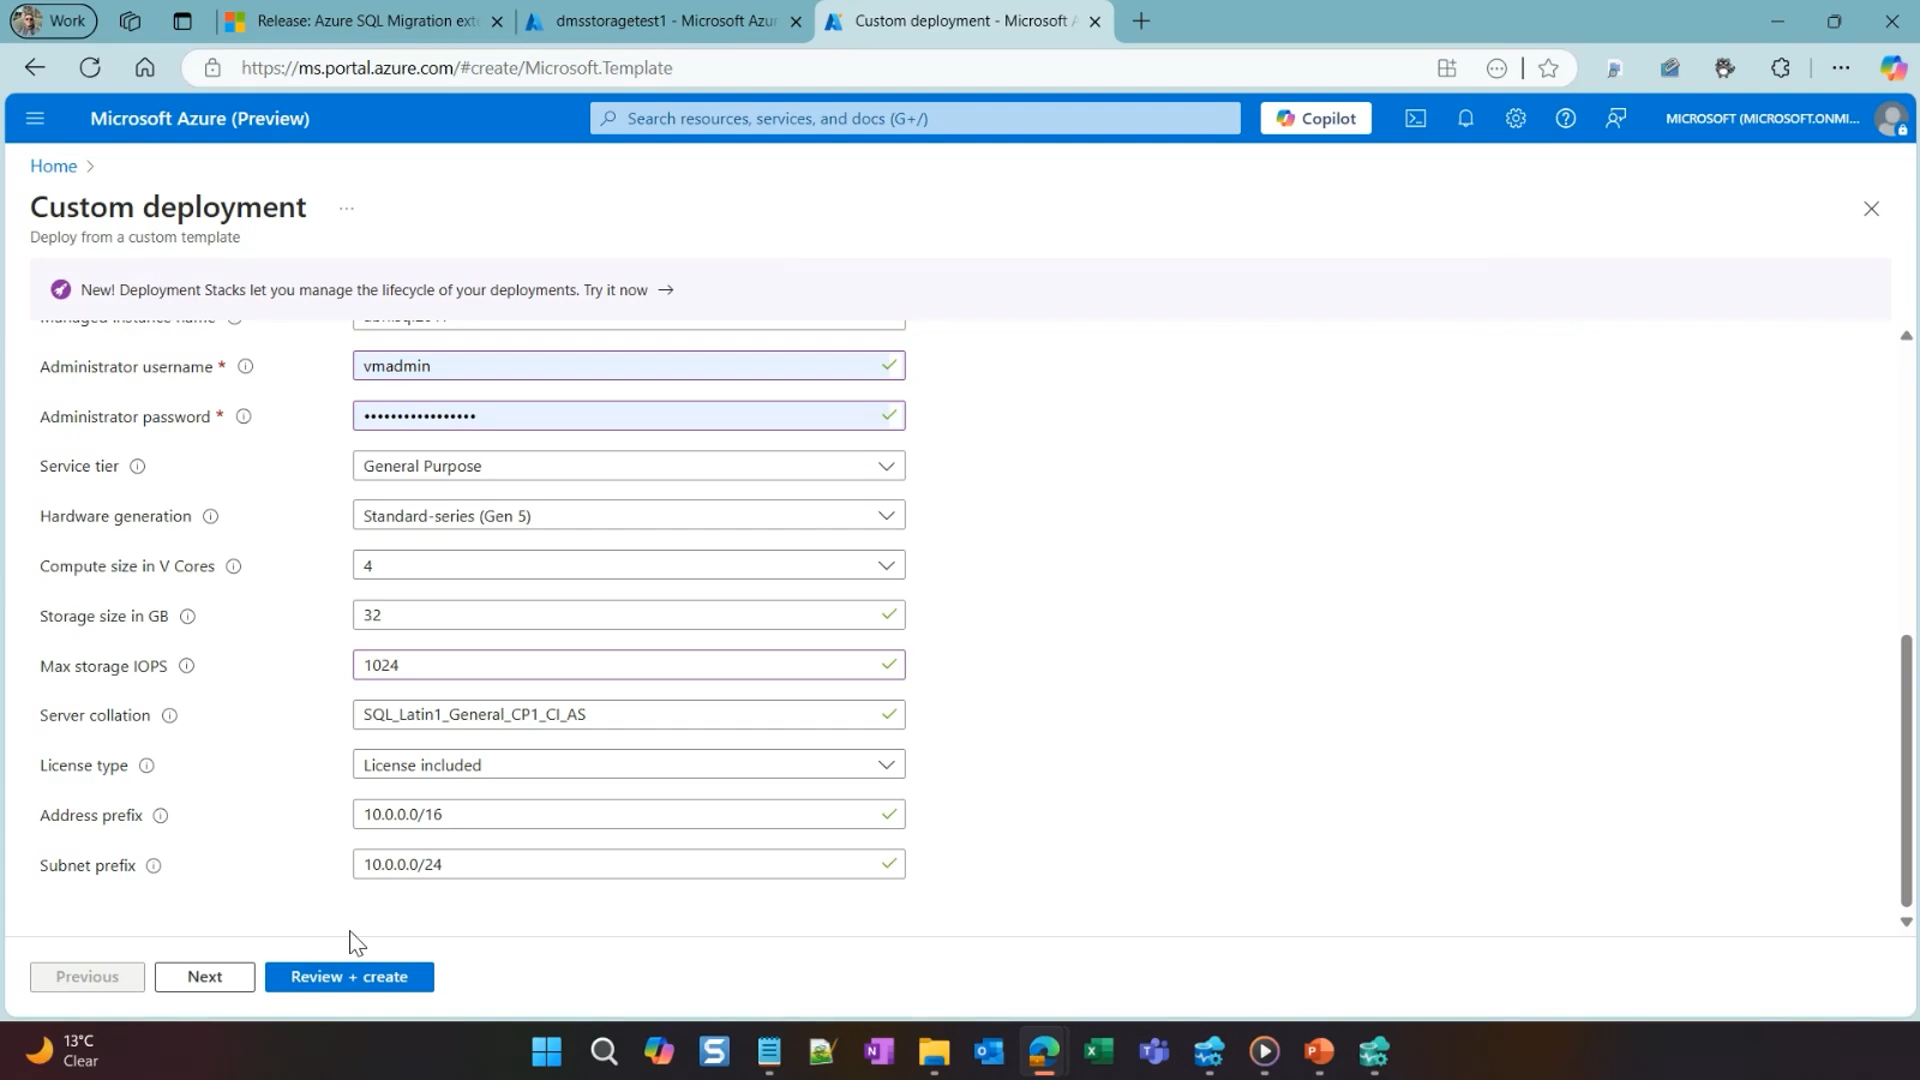 Work
Release: Azure SQL Migration exte
dmsstoragetest1 - Microsoft Azur
Custom deployment - Microsoft A
https://ms.portal.azure.com/#create/Microsoft.Template
Microsoft Azure (Preview)
Search resources, services, and docs (G+/)
Copilot
MICROSOFT (MICROSOFT.ONMI...
Home
Custom deployment
...
Deploy from a custom template
New! Deployment Stacks let you manage the lifecycle of your deployments. Try it now →
Managed instance name
Administrator username *
vmadmin
Administrator password *
•••••••••••••••••
Service tier
General Purpose
Hardware generation
Standard-series (Gen 5)
Compute size in V Cores
4
Storage size in GB
32
Max storage IOPS
1024
Server collation
SQL_Latin1_General_CP1_CI_AS
License type
License included
Address prefix
10.0.0.0/16
Subnet prefix
10.0.0.0/24
Previous
Next
Review + create
13°C
Clear